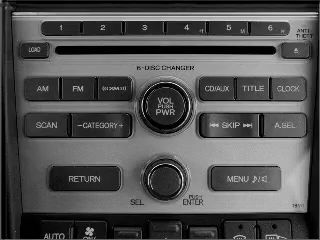 1 2 3 4 5 6
ANTI-
THEFT
LOAD
6-DISC CHANGER
AM FM CD/AUX TITLE CLOCK
VOL
PUSH
PWR
SCAN −CATEGORY+ SKIP A.SEL
RETURN MENU
SEL PUSH
ENTER
AUTO